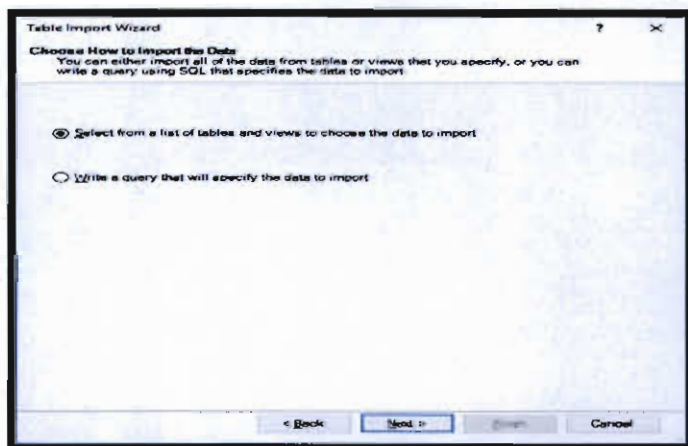 Table Import Wizard ? ×
Choose How to Import the Data
You can either import all of the data from tables or views that you specify, or you can
write a query using SQL that specifies the data to import
Select from a list of tables and views to choose the data to import
Write a query that will specify the data to import
< Back Next > Finish Cancel